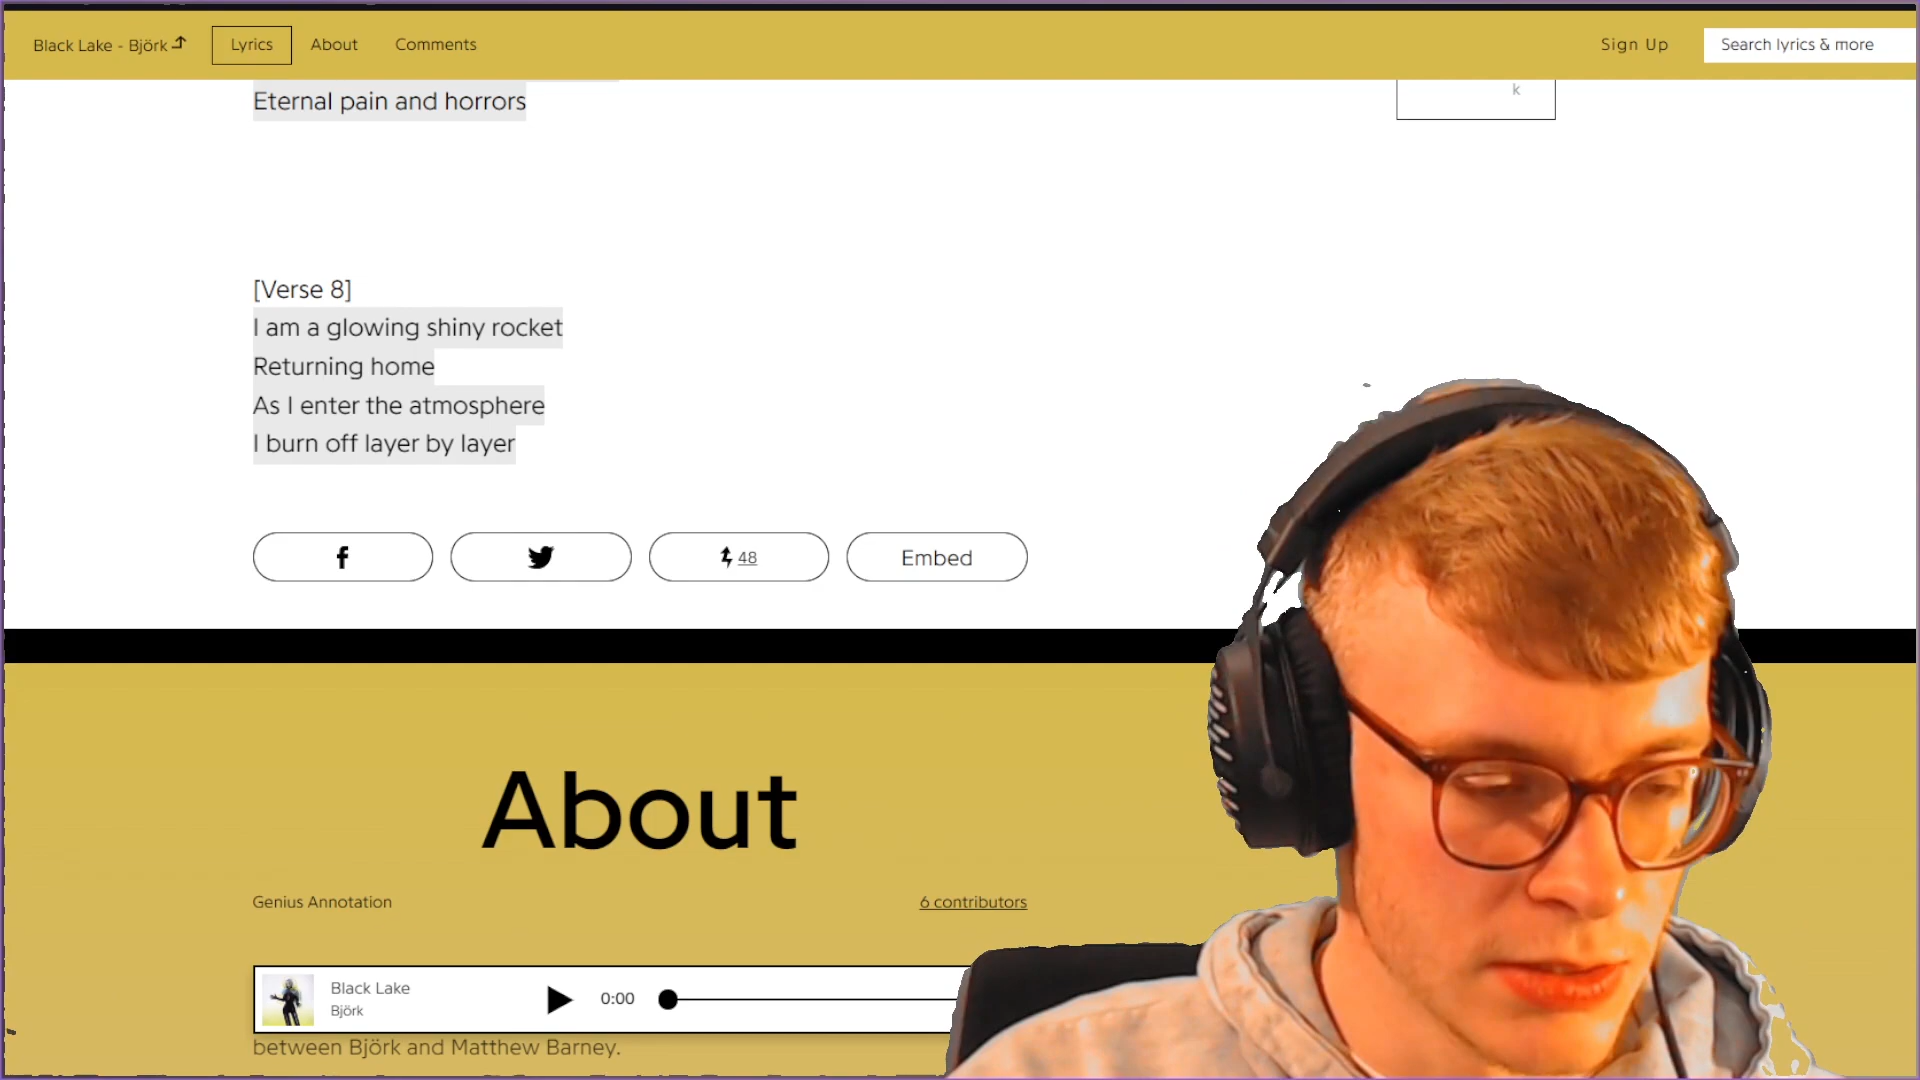 Black Lake - Björk Lyrics About Comments Sign Up Search lyrics & more
Eternal pain and horrors
k
[Verse 8]
I am a glowing shiny rocket
Returning home
As I enter the atmosphere
I burn off layer by layer
48 Embed
About
Genius Annotation 6 contributors
Black Lake
Björk
0:00
between Björk and Matthew Barney.